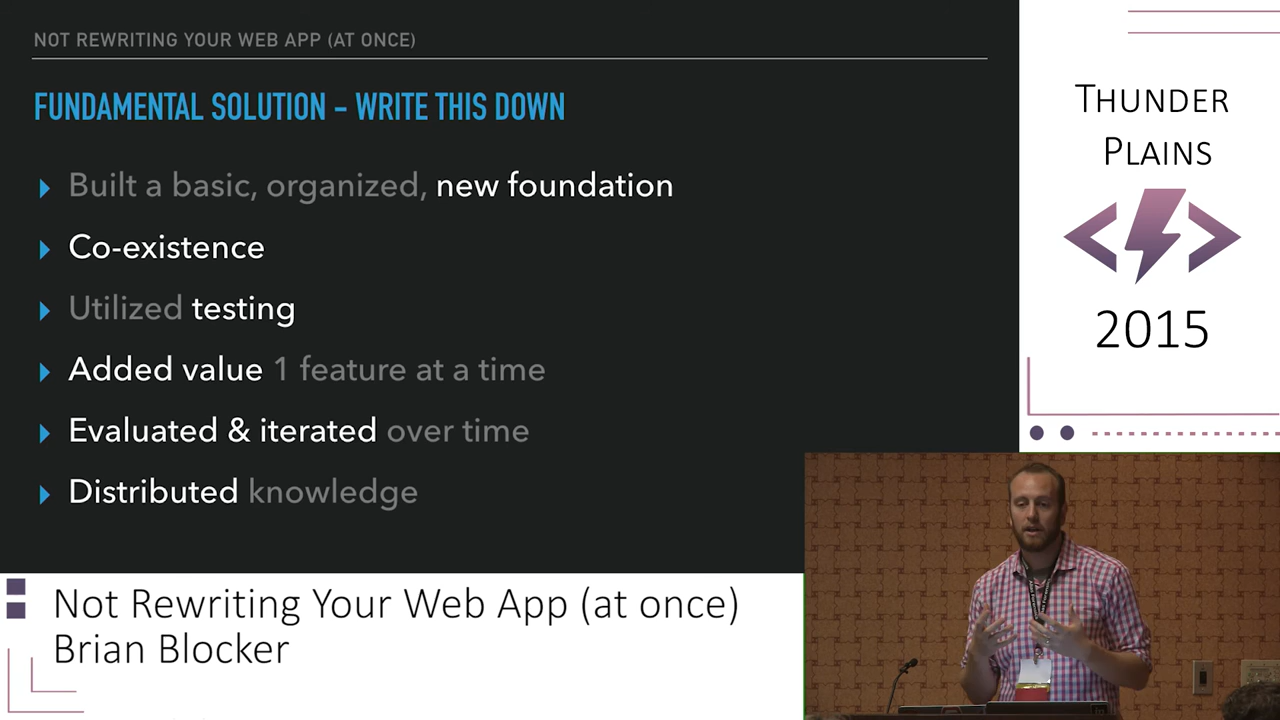 NOT REWRITING YOUR WEB APP (AT ONCE)
FUNDAMENTAL SOLUTION - WRITE THIS DOWN
Built a basic, organized, new foundation
Co-existence
Utilized testing
Added value 1 feature at a time
Evaluated & iterated over time
Distributed knowledge
THUNDER
PLAINS
2015
Not Rewriting Your Web App (at once)
Brian Blocker